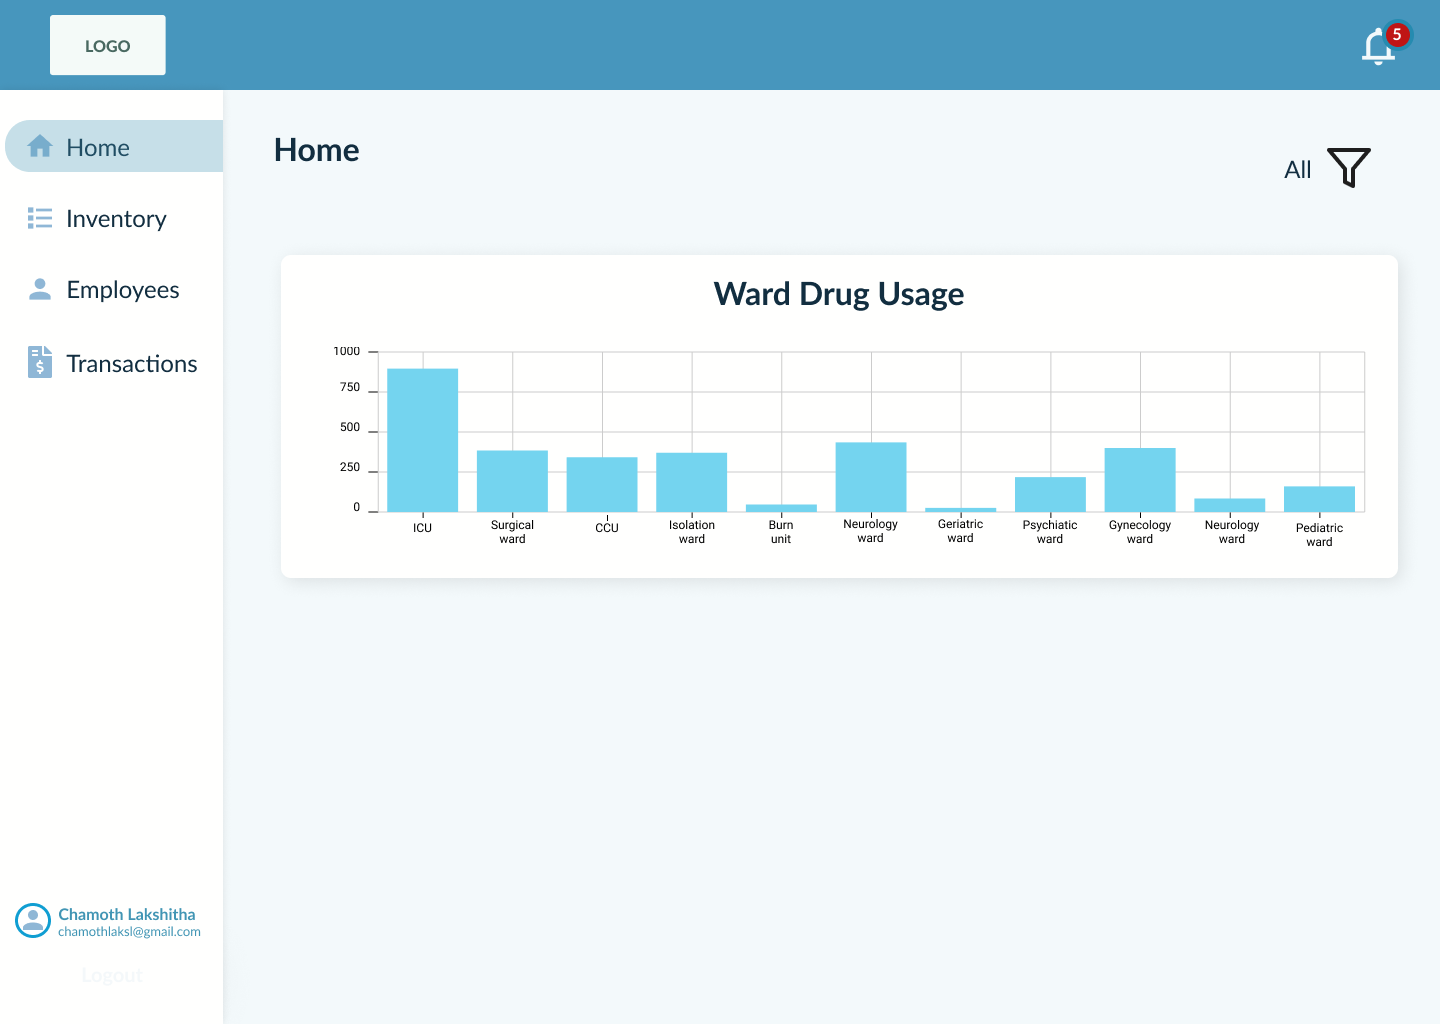 LOGO
5
Home
Inventory
Employees
Transactions
Home
All
Ward Drug Usage
1000
750
500
250
0
ICU
Surgical
ward
CCU
Isolation
ward
Burn
unit
Neurology
ward
Geriatric
ward
Psychiatic
ward
Gynecology
ward
Neurology
ward
Pediatric
ward
Chamoth Lakshitha
chamothlaksl@gmail.com
Logout